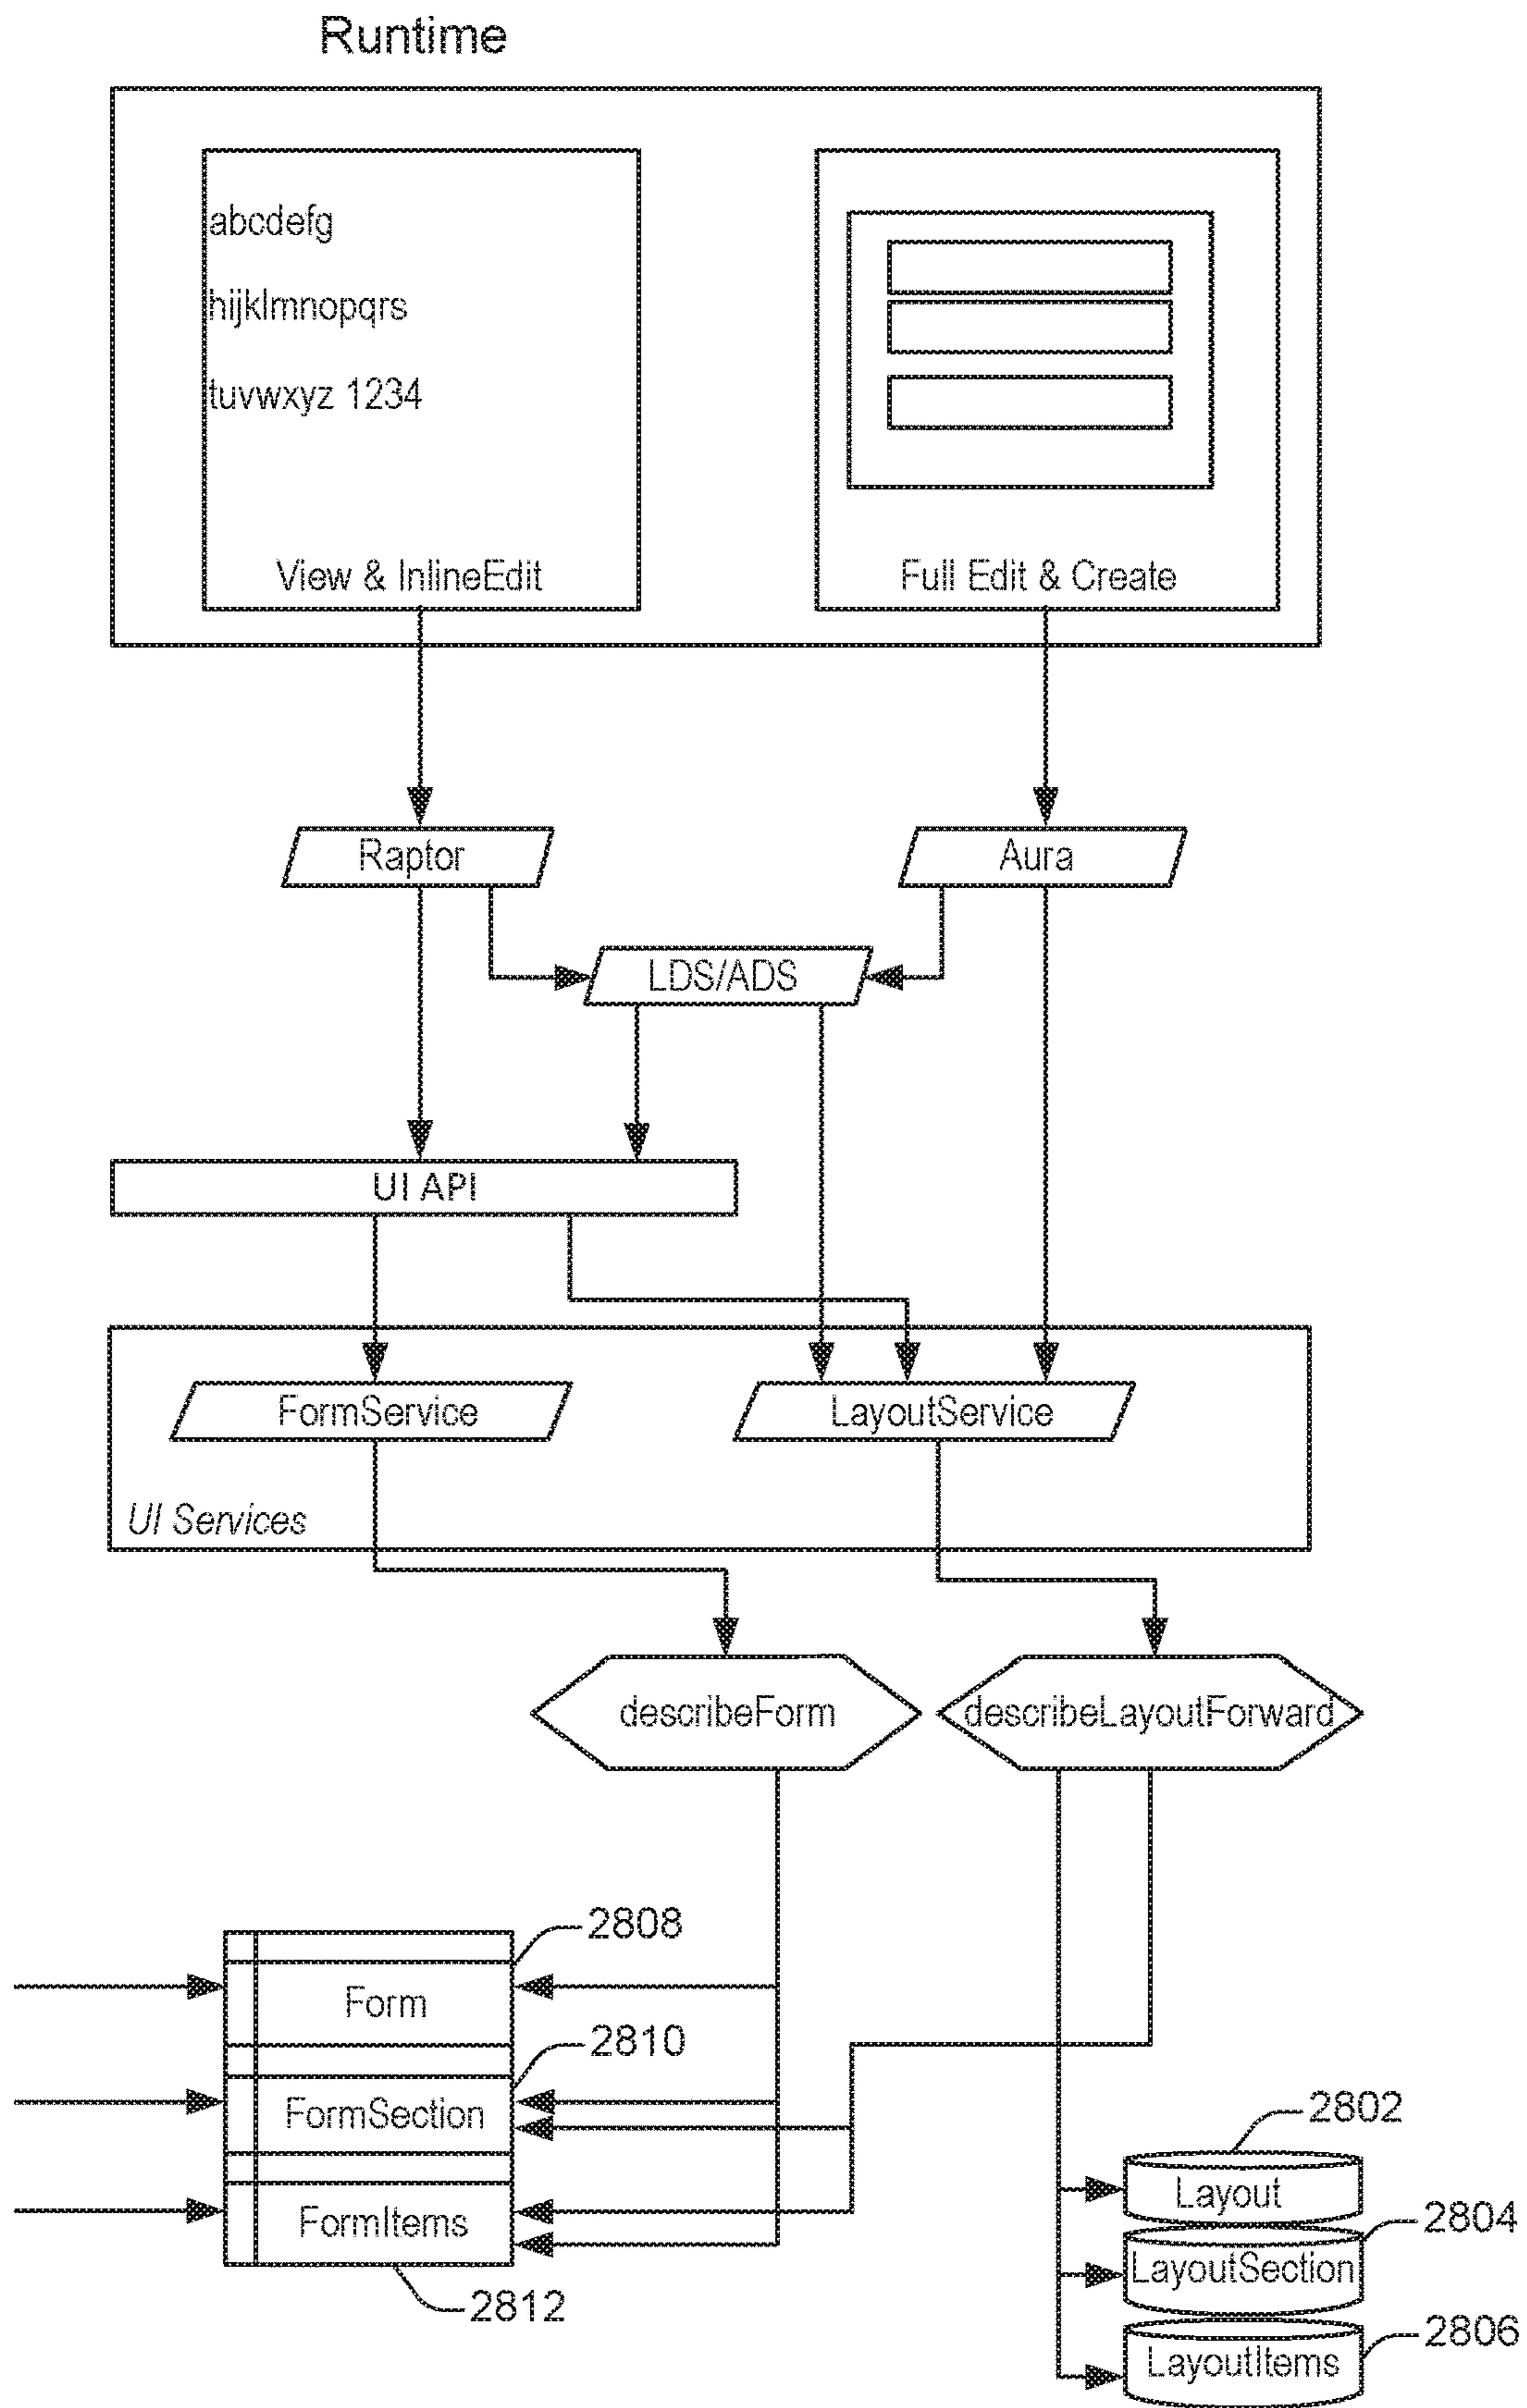 Runtime
abcdefg
hijklmnopqrs
tuvwxyz 1234
View & InlineEdit
Full Edit & Create
Raptor
Aura
LDS/ADS
UI API
FormService
LayoutService
UI Services
describeForm
describeLayoutForward
2808
Form
2810
FormSection
FormItems
2812
2802
Layout
2804
LayoutSection
2806
LayoutItems